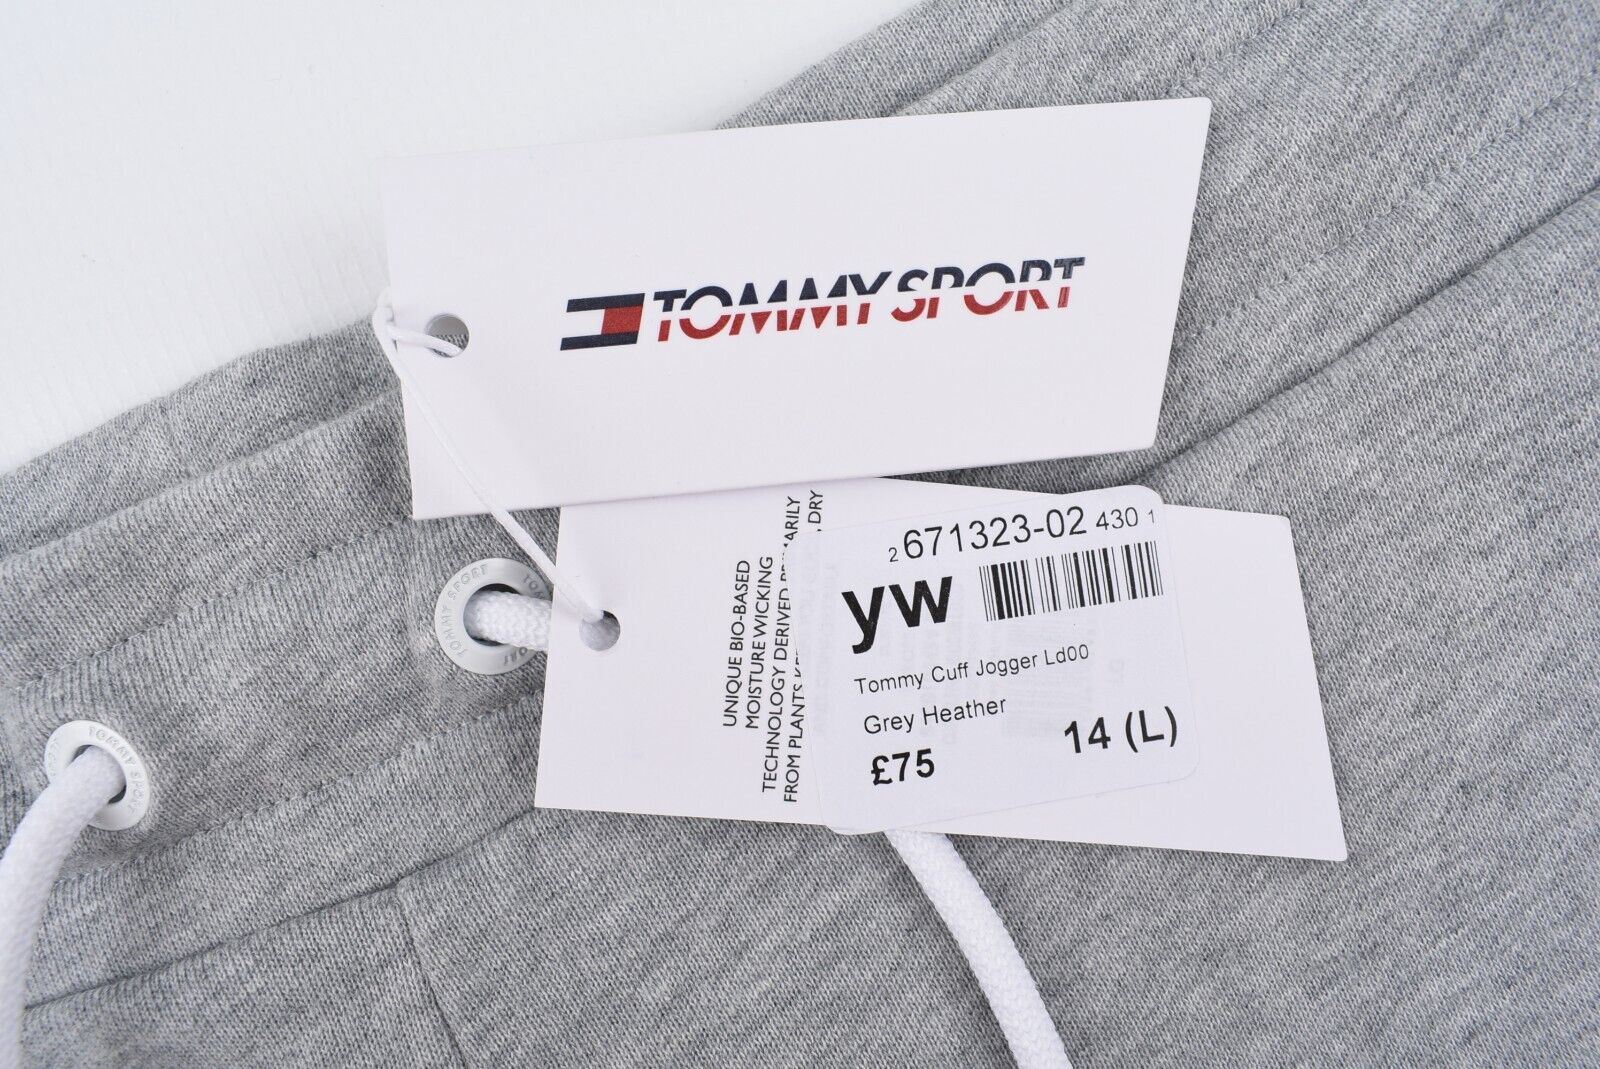 TOMMY SPORT
UNIQUE BIO-BASED
MOISTURE WICKING
TECHNOLOGY DERIVED
FROM PLANTS
DRY
2 671323-02 430 1
yw
Tommy Cuff Jogger Ld00
Grey Heather
£75 14 (L)
TOMMY SPORT
TOMMY SPORT